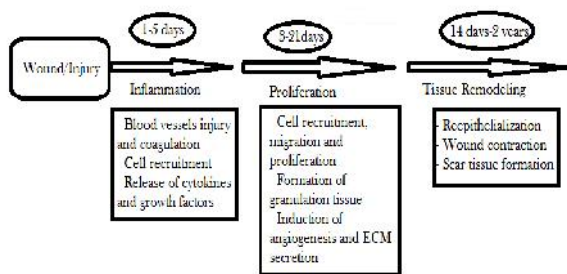 1-5 days
3-21days
14 days-2 years
Wound/Injury
Inflammation
Proliferation
Tissue Remodeling
Blood vessels injury
and coagulation
Cell recruitment
Release of cytokines
and growth factors
Cell recruitment,
migration and
proliferation
Formation of
granulation tissue
Induction of
angiogenesis and ECM
secretion
- Reepithelialization
- Wound contraction
- Scar tissue formation